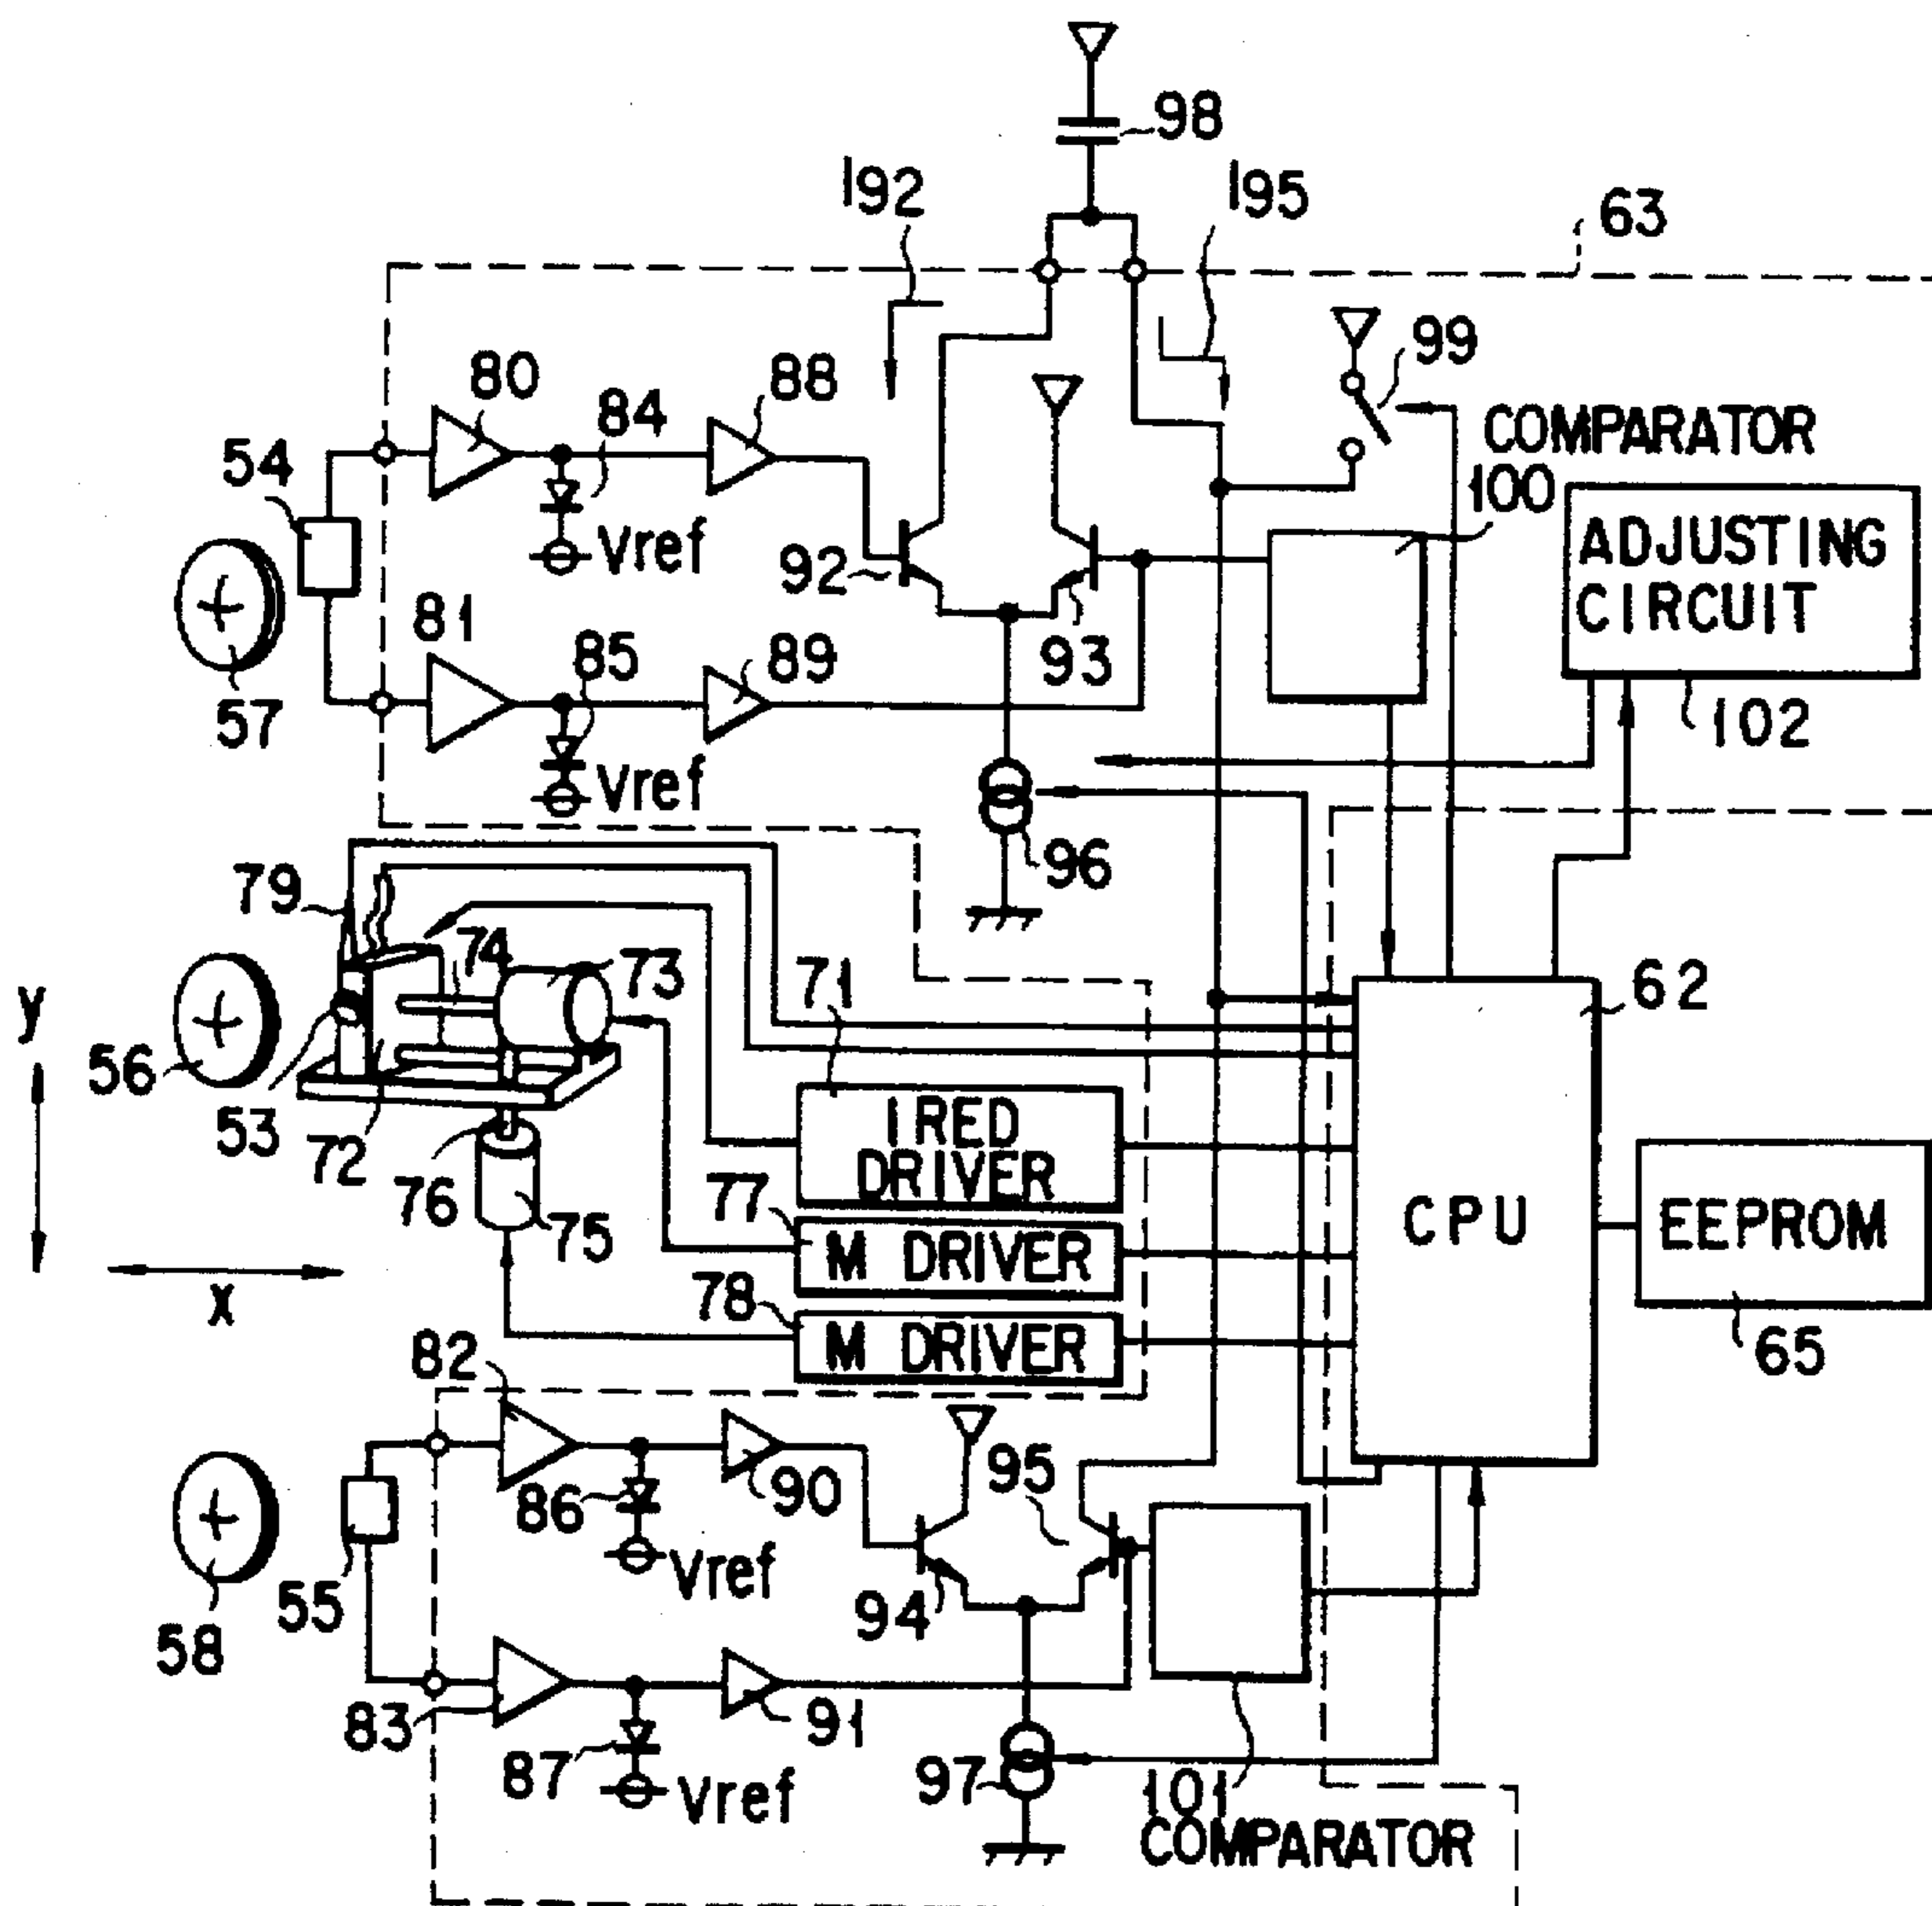 98
I92
I95
63
80
84
88
99
COMPARATOR
100
54
Vref
92
ADJUSTING
CIRCUIT
81
85
89
93
57
Vref
102
96
79
74
73
71
62
y
56
53
72
76
75
IRED
DRIVER
77
M DRIVER
CPU
EEPROM
x
78
M DRIVER
65
82
86
90
95
Vref
55
94
58
83
91
87
Vref
97
101
COMPARATOR